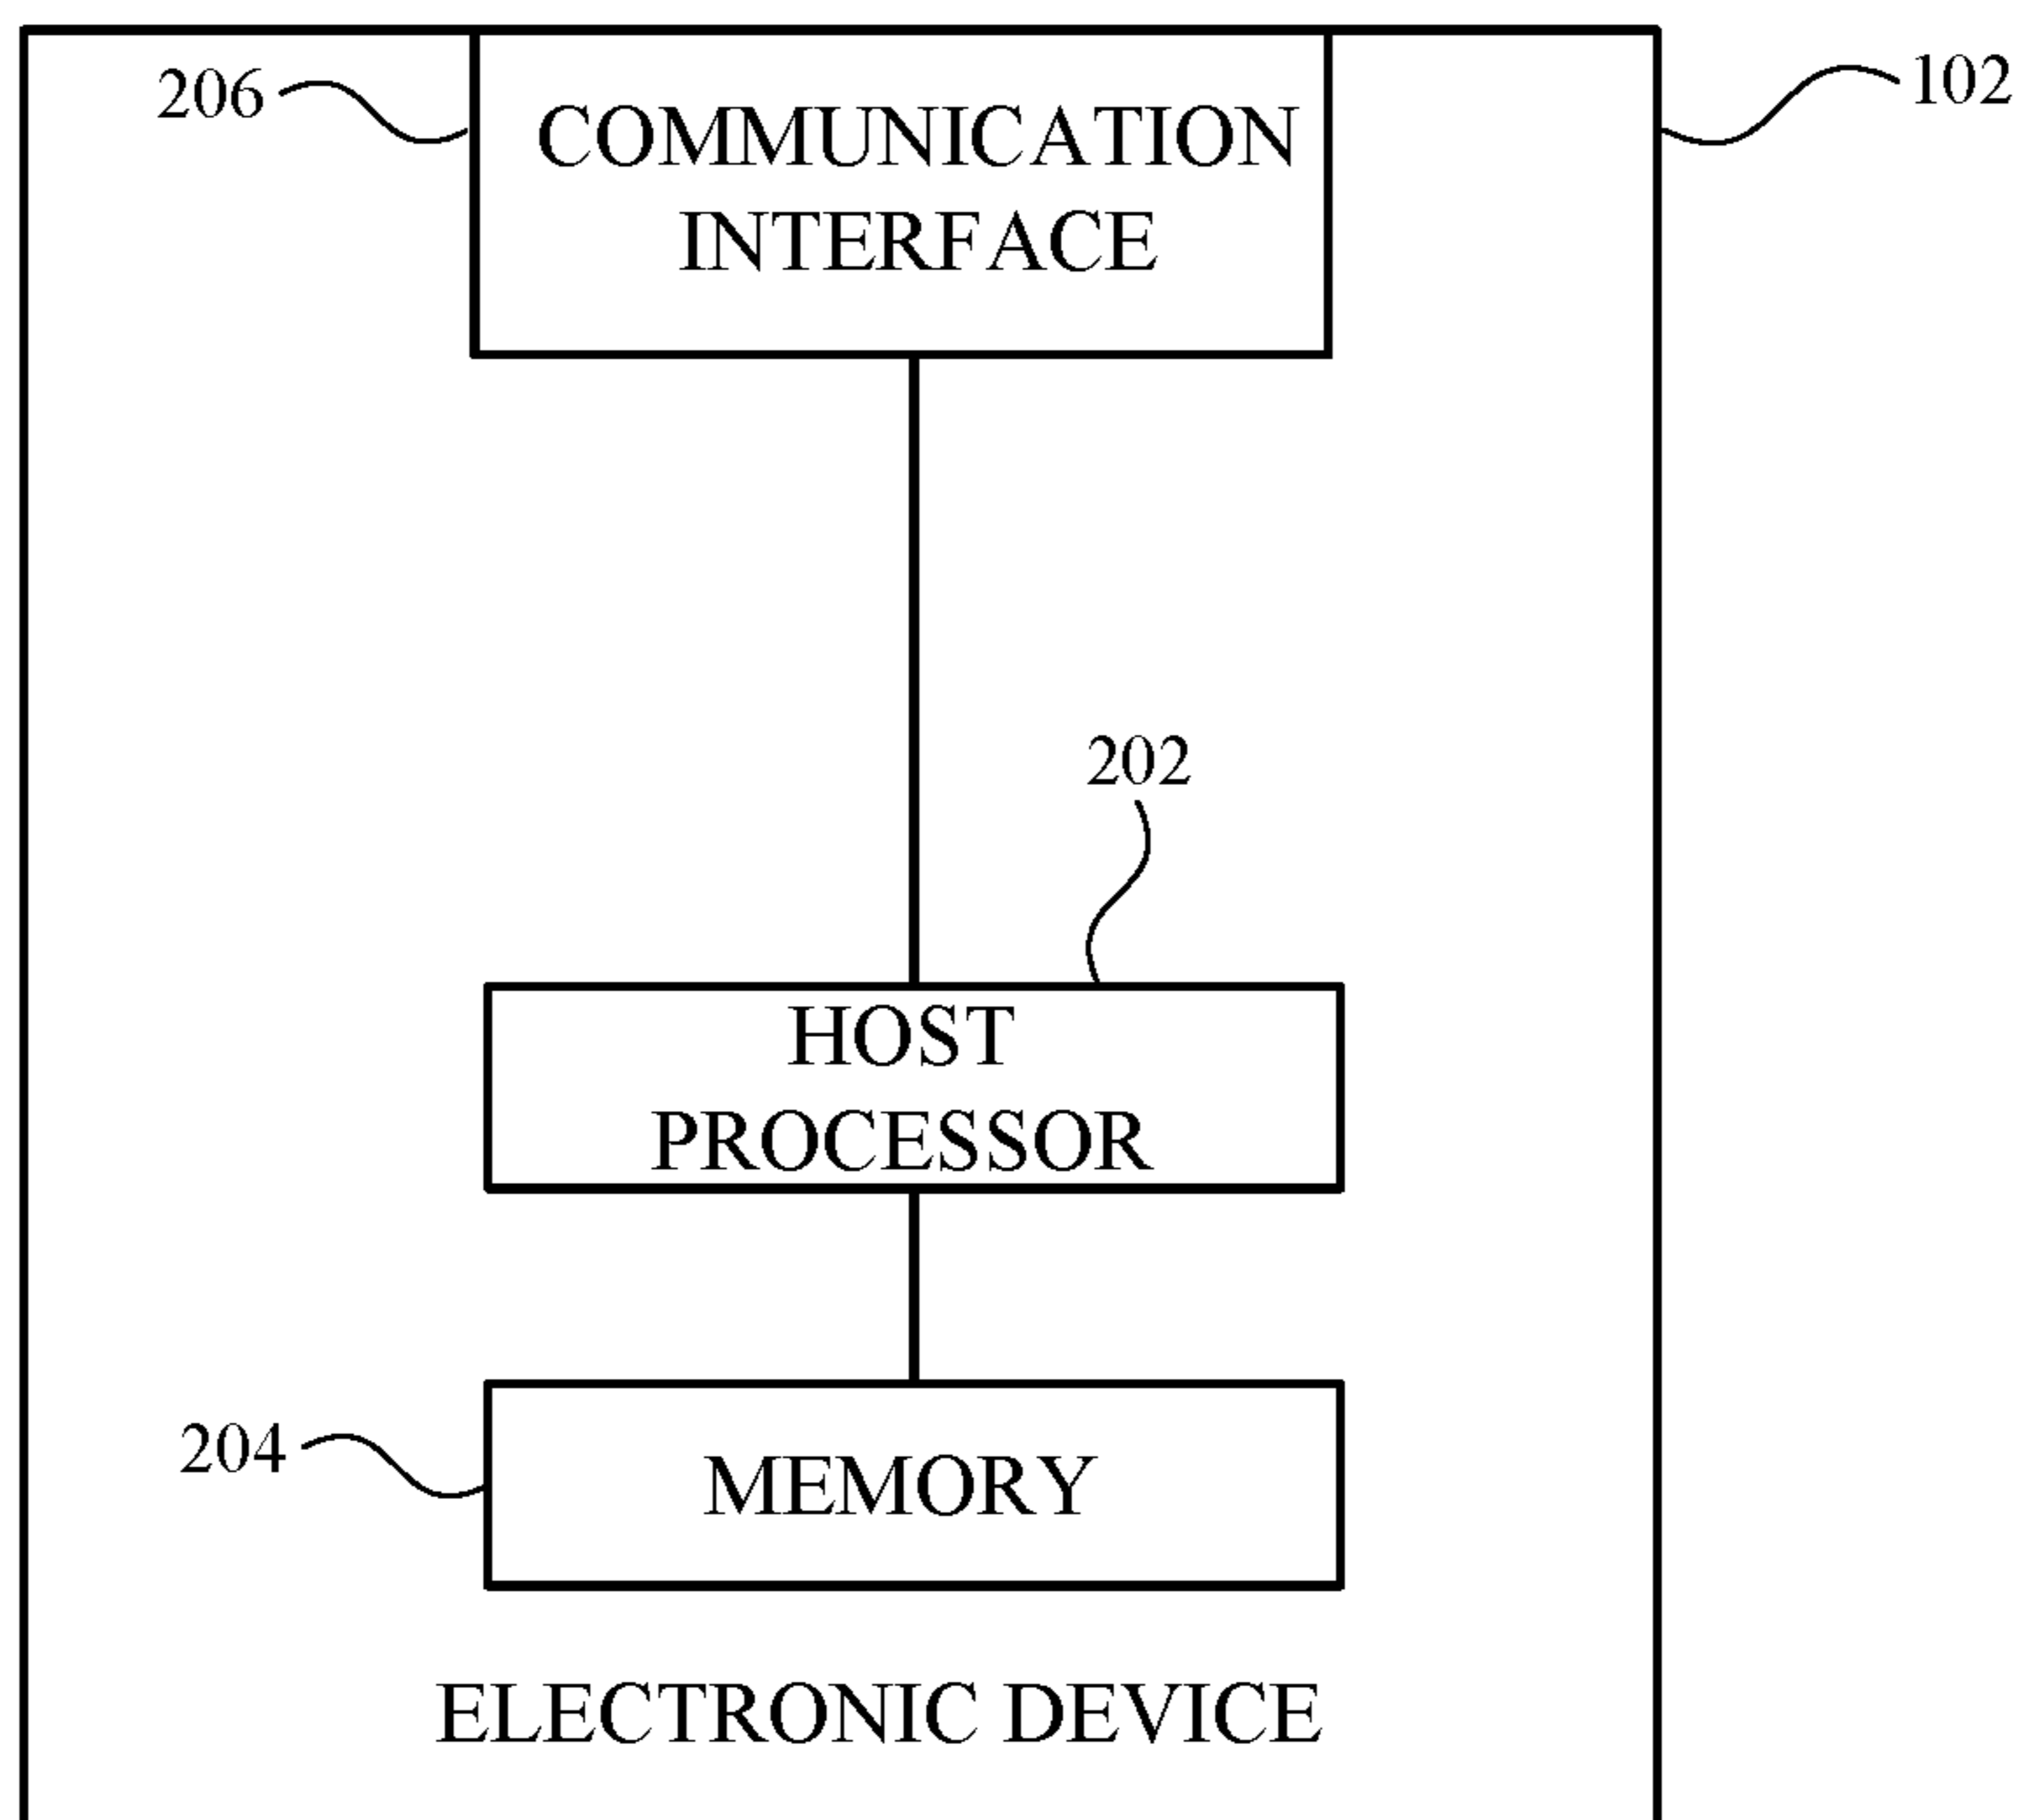 206
102
COMMUNICATION
INTERFACE
202
HOST
PROCESSOR
204
MEMORY
ELECTRONIC DEVICE